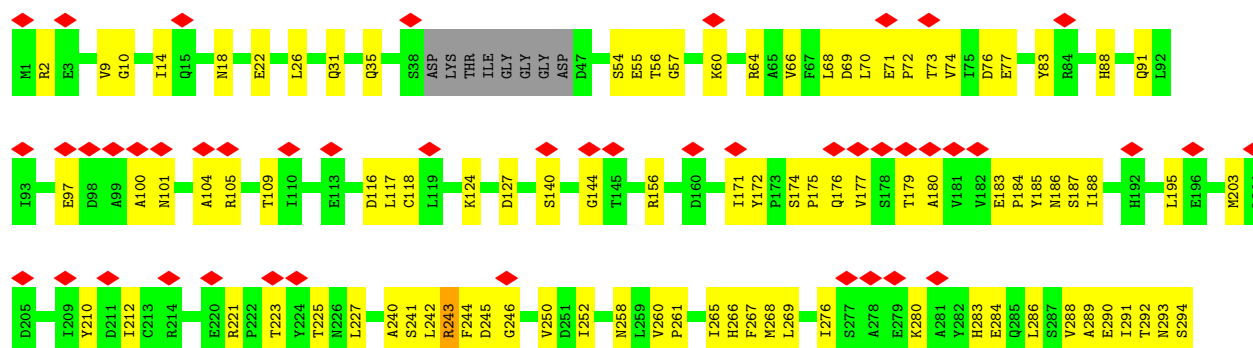 M1 R2 E3 V9 G10 I14 Q15 N18 E22 L26 Q31 Q35 S38 ASP LYS THR ILE GLY GLY GLY ASP D47 S54 E55 T56 G57 K60 R64 A65 V66 F67 L68 D69 L70 E71 P72 T73 V74 I75 D76 E77 Y83 R84 H88 Q91 L92
I93 E97 D98 A99 A100 N101 A104 R105 T109 I110 E113 D116 L117 C118 L119 K124 D127 S140 G144 T145 R156 D160 I171 Y172 P173 S174 P175 Q176 V177 S178 T179 A180 V181 V182 E183 P184 Y185 N186 S187 I188 H192 L195 E196 M203
D205 I209 Y210 D211 I212 C213 R214 E220 R221 P222 T223 Y224 T225 N226 L227 A240 S241 L242 R243 F244 D245 G246 V250 D251 I252 N258 L259 V260 P261 I265 H266 F267 M268 L269 I276 S277 A278 E279 K280 A281 Y282 H283 E284 Q285 L286 S287 V288 A289 E290 I291 T292 N293 S294